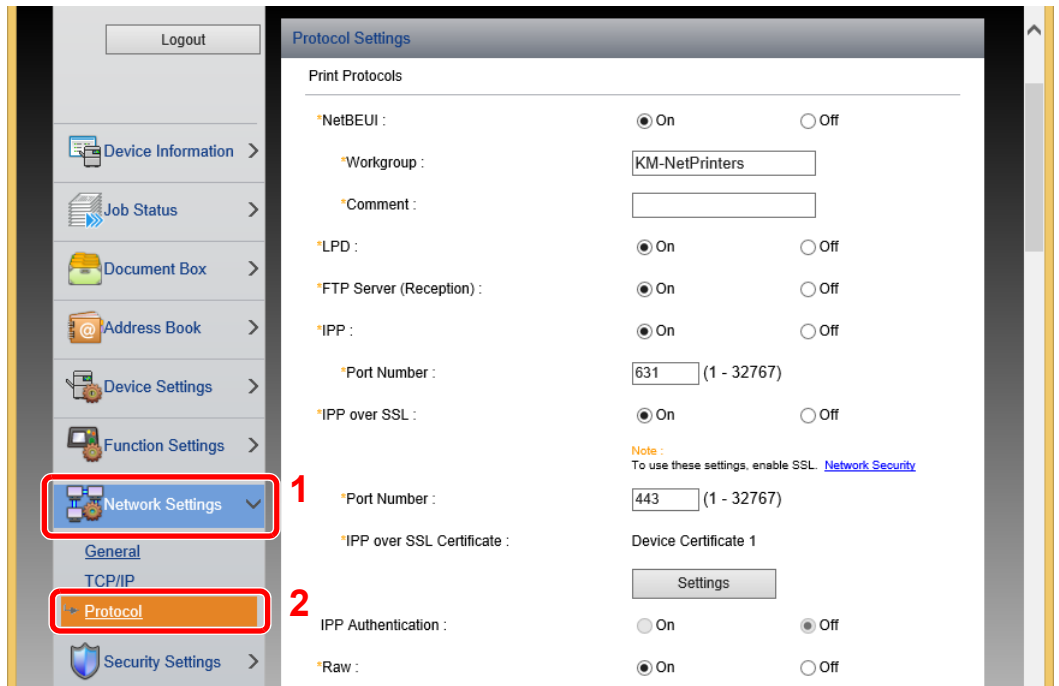 Logout
Device Information
Job Status
Document Box
Address Book
Device Settings
Function Settings
Network Settings
1
General
TCP/IP
Protocol
2
Security Settings
Protocol Settings
Print Protocols
*NetBEUI : On Off
*Workgroup : KM-NetPrinters
*Comment :
*LPD : On Off
*FTP Server (Reception) : On Off
*IPP : On Off
*Port Number : 631 (1 - 32767)
*IPP over SSL : On Off
Note :
To use these settings, enable SSL. Network Security
*Port Number : 443 (1 - 32767)
*IPP over SSL Certificate : Device Certificate 1
Settings
IPP Authentication : On Off
*Raw : On Off